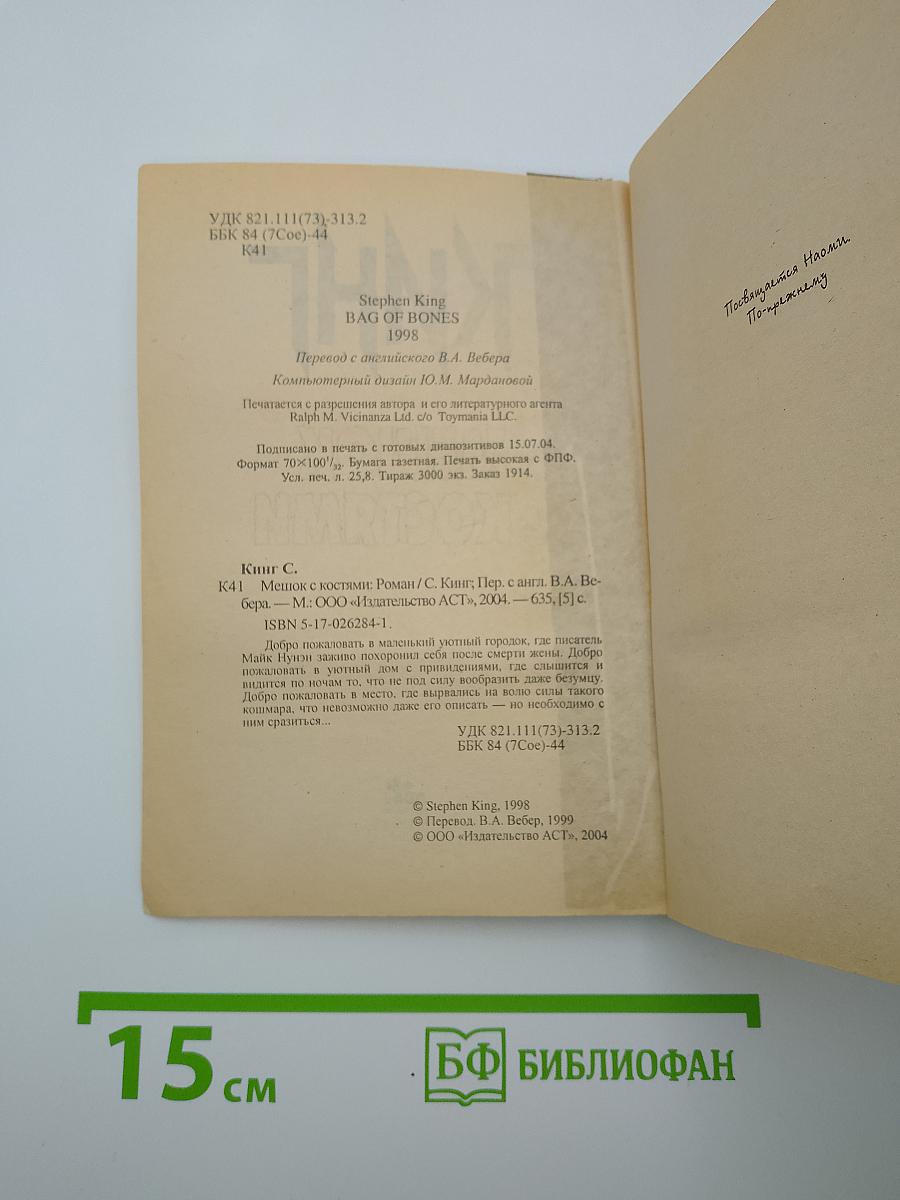 УДК 821.111(73)-313.2
ББК 84 (7Сое)-44
К41
Stephen King
BAG OF BONES
1998
Перевод с английского В.А. Вебера
Компьютерный дизайн Ю.М. Мардановой
Печатается с разрешения автора и его литературного агента
Ralph M. Vicinanza Ltd. c/o Toymania LLC.
Подписано в печать с готовых диапозитивов 15.07.04.
Формат 70×100¹/₃₂. Бумага газетная. Печать высокая с ФПФ.
Усл. печ. л. 25,8. Тираж 3000 экз. Заказ 1914.
Кинг С.
К41 Мешок с костями: Роман / С. Кинг; Пер. с англ. В.А. Ве-
бера. — М.: ООО «Издательство АСТ», 2004. — 635, [5] с.
ISBN 5-17-026284-1.
Добро пожаловать в маленький уютный городок, где писатель
Майк Нунэн заживо похоронил себя после смерти жены. Добро
пожаловать в уютный дом с привидениями, где слышится и
видится по ночам то, что не под силу вообразить даже безумцу.
Добро пожаловать в место, где вырвались на волю силы такого
кошмара, что невозможно даже его описать — но необходимо с
ним сразиться...
УДК 821.111(73)-313.2
ББК 84 (7Сое)-44
© Stephen King, 1998
© Перевод. В.А. Вебер, 1999
© ООО «Издательство АСТ», 2004
Посвящается Наоми.
По-прежнему
15 см
БФ БИБЛИОФАН